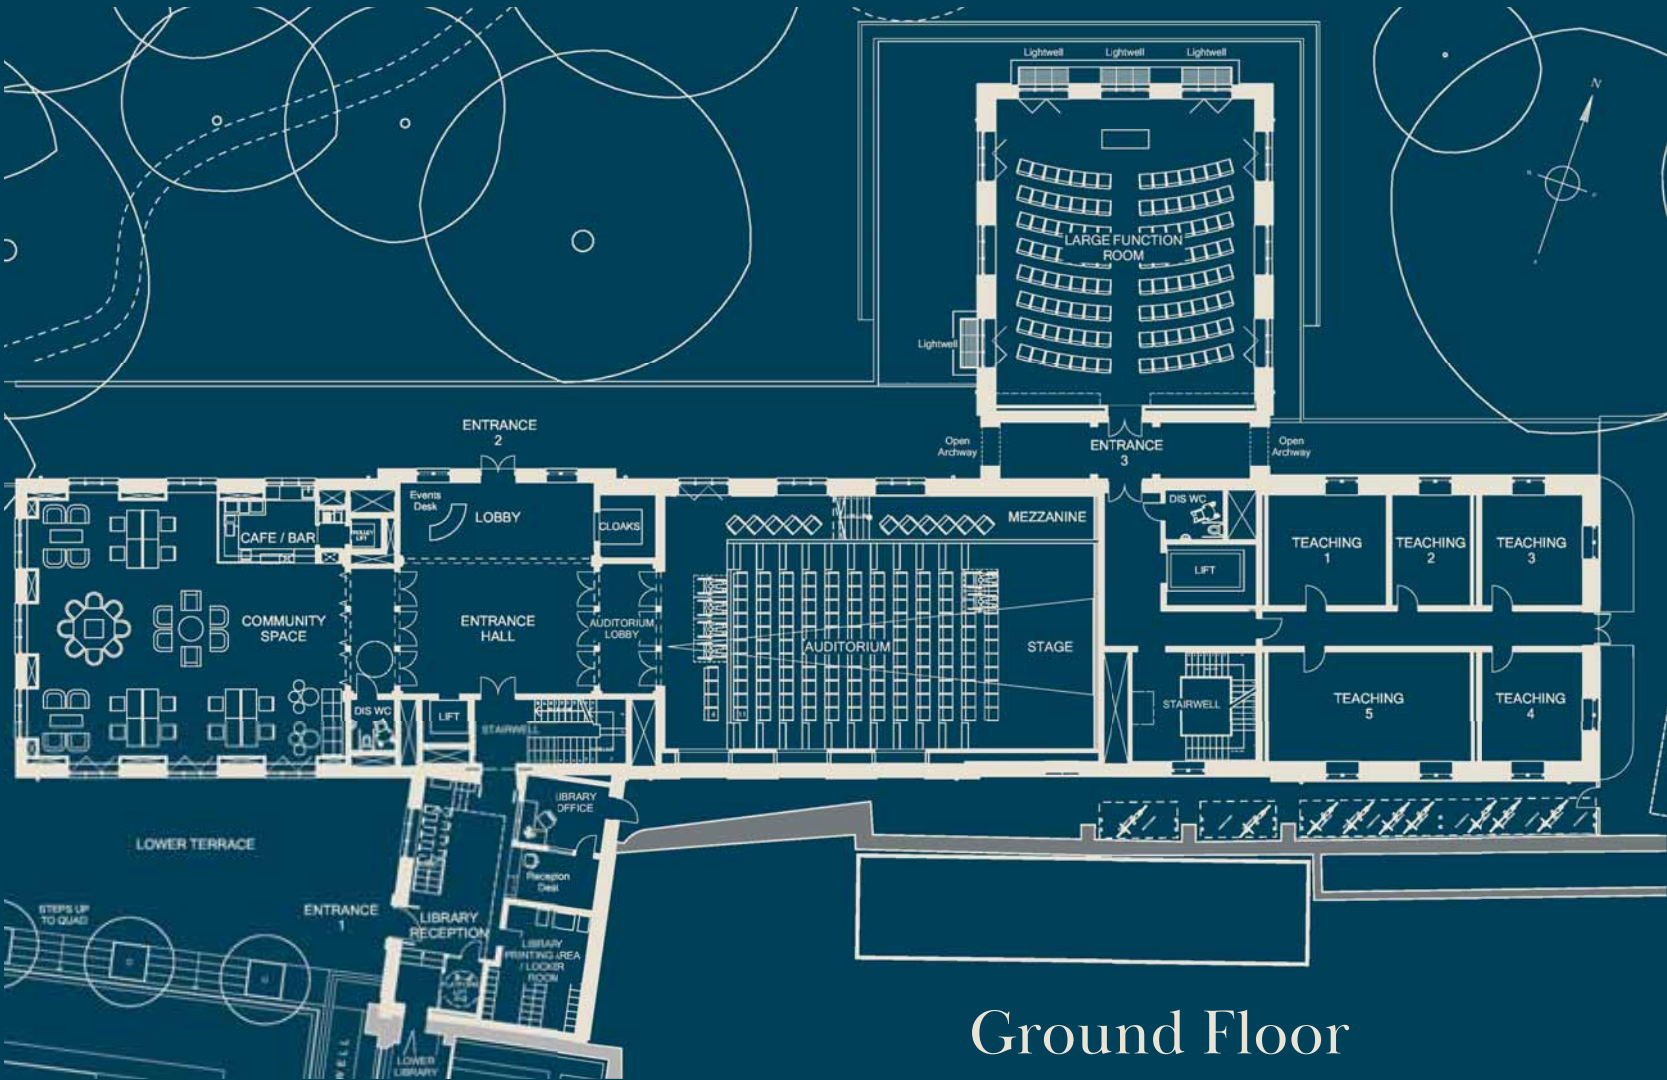 Lightwell
Lightwell
Lightwell
N
LARGE FUNCTION
ROOM
Lightwell
ENTRANCE
2
Open
Archway
ENTRANCE
3
Open
Archway
Events
Desk
LOBBY
CLOAKS
MEZZANINE
DIS WC
CAFE / BAR
LIFT
TEACHING
1
TEACHING
2
TEACHING
3
COMMUNITY
SPACE
ENTRANCE
HALL
AUDITORIUM
LOBBY
AUDITORIUM
STAGE
DIS WC
LIFT
STAIRWELL
STAIRWELL
TEACHING
5
TEACHING
4
LIBRARY
OFFICE
LOWER TERRACE
Reception
Desk
STEPS UP
TO QUAD
ENTRANCE
1
LIBRARY
RECEPTION
LIBRARY
PRINTING AREA
/ LOCKER
ROOM
LOWER
LIBRARY
Ground Floor